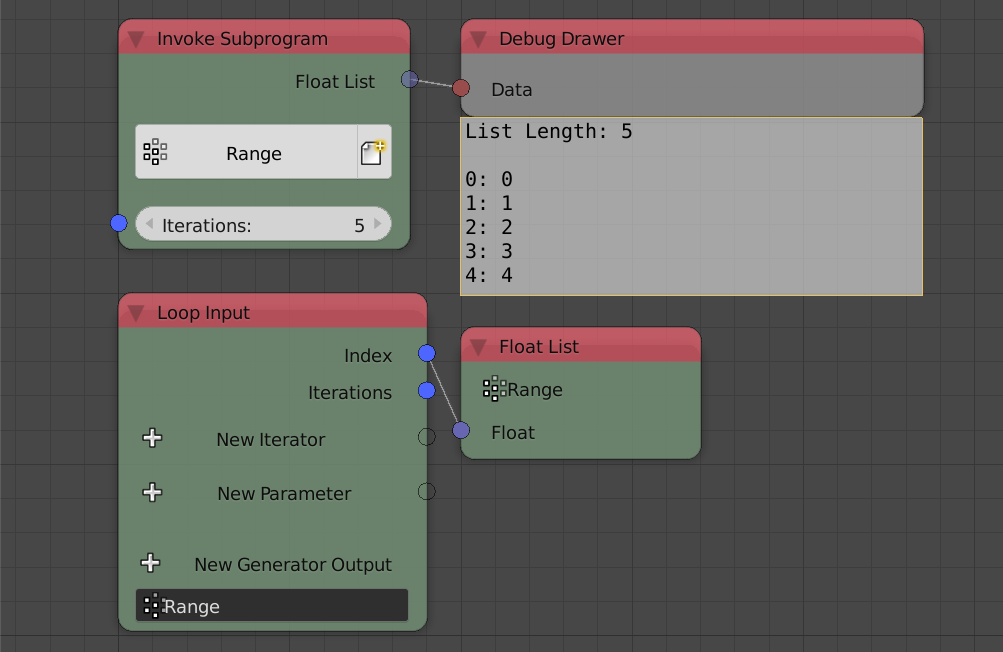 Invoke Subprogram
Float List
Range
Iterations: 5
Debug Drawer
Data
List Length: 5
0: 0
1: 1
2: 2
3: 3
4: 4
Loop Input
Index
Iterations
New Iterator
New Parameter
New Generator Output
Range
Float List
Range
Float